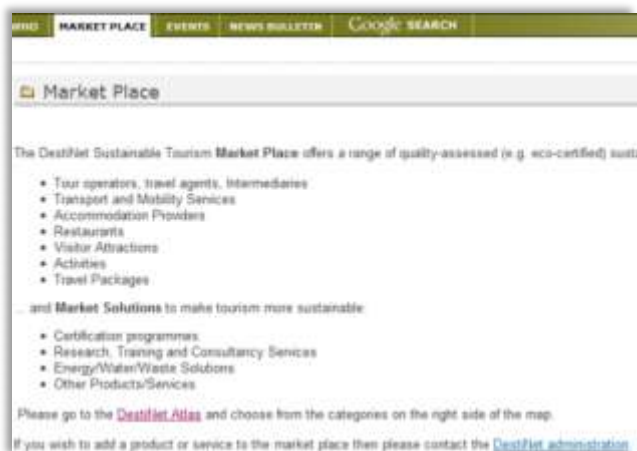 MARKET PLACE EVENTS NEWS BULLETIN Google SEARCH
Market Place
The DestiNet Sustainable Tourism Market Place offers a range of quality-assessed (e.g. eco-certified)
Tour operators, travel agents, Intermediaries
Transport and Mobility Services
Accommodation Providers
Restaurants
Visitor Attractions
Activities
Travel Packages
... and Market Solutions to make tourism more sustainable:
Certification programmes
Research, Training and Consultancy Services
Energy/Water/Waste Solutions
Other Products/Services
Please go to the DestiNet Atlas and choose from the categories on the right side of the map.
If you wish to add a product or service to the market place then please contact the DestiNet administration